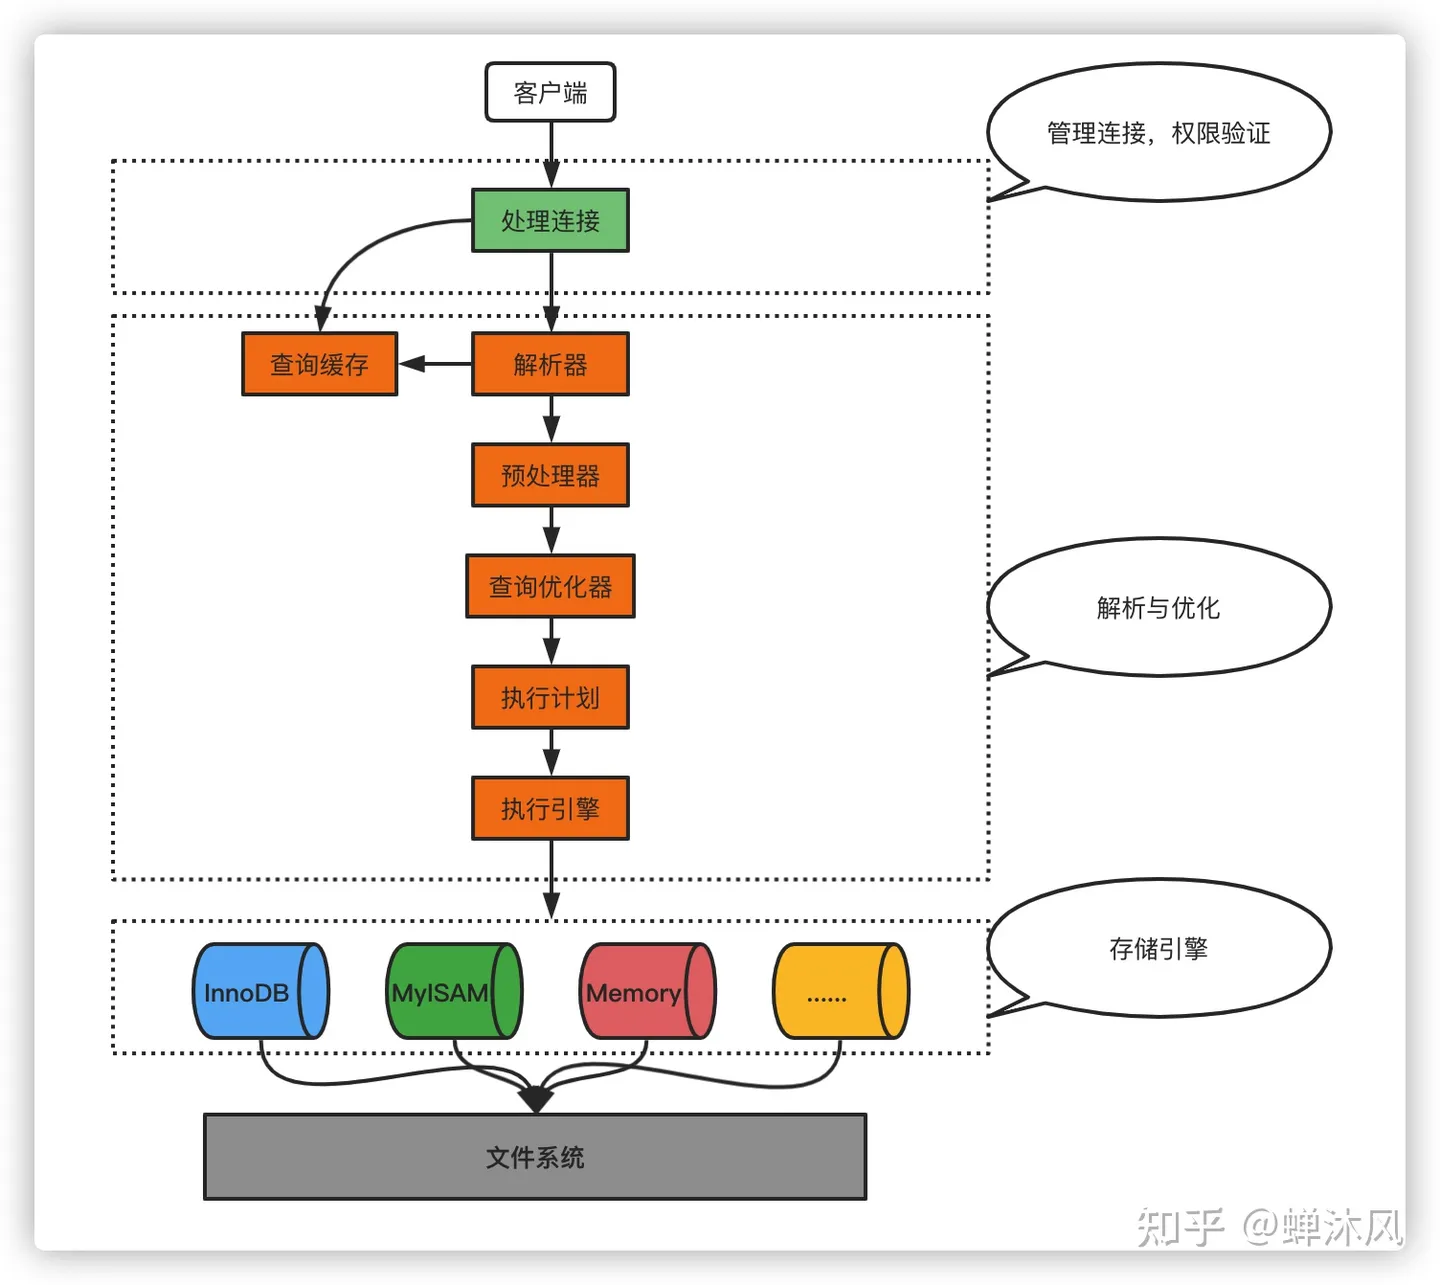 客户端
管理连接，权限验证
处理连接
查询缓存
解析器
预处理器
查询优化器
解析与优化
执行计划
执行引擎
存储引擎
InnoDB
MyISAM
Memory
......
文件系统
知乎 @蝉沐风